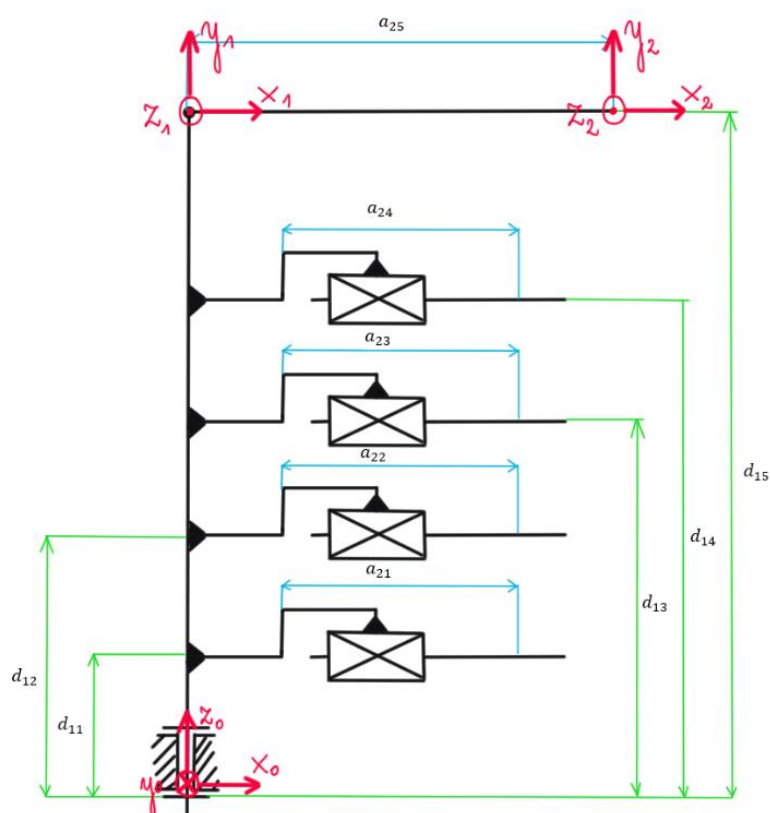 a₂₅
y₁
y₂
x₁
x₂
z₁
z₂
a₂₄
a₂₃
d₁₅
a₂₂
d₁₄
a₂₁
d₁₃
d₁₂
z₀
d₁₁
x₀
y₀